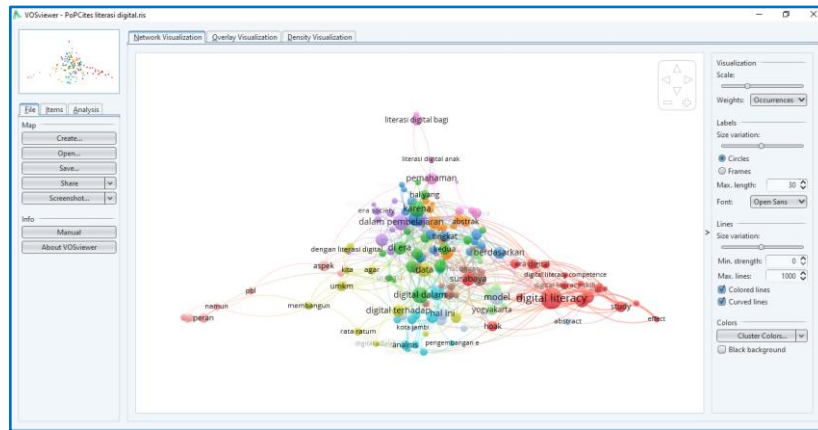 VOSviewer - PoPCites literasi digital.ris
Network Visualization Overlay Visualization Density Visualization
File Items Analysis
Map
Create...
Open...
Save...
Share
Screenshot...
Info
Manual
About VOSviewer
literasi digital bagi
literasi digital anak
pemahaman
hal yang
karena
era society
dalam pembelajaran
abstrak
tingkat
dengan literasi digital
di era
kedua
berdasarkan
aspek
kita
agar
data
era digital
surabaya
digital literacy competence
umkm
pbl
namun
peran
membangun
digital dalam
model
digital literacy
digital terhadap
hal ini
yogyakarta
study
effect
hoak
abstract
rata ratum
kota jambi
analisis
pengembangan e
Visualization
Scale:
Weights: Occurrences
Labels
Size variation:
Circles
Frames
Max. length: 30
Font: Open Sans
Lines
Size variation:
Min. strength: 0
Max. lines: 1000
Colored lines
Curved lines
Colors
Cluster Colors...
Black background